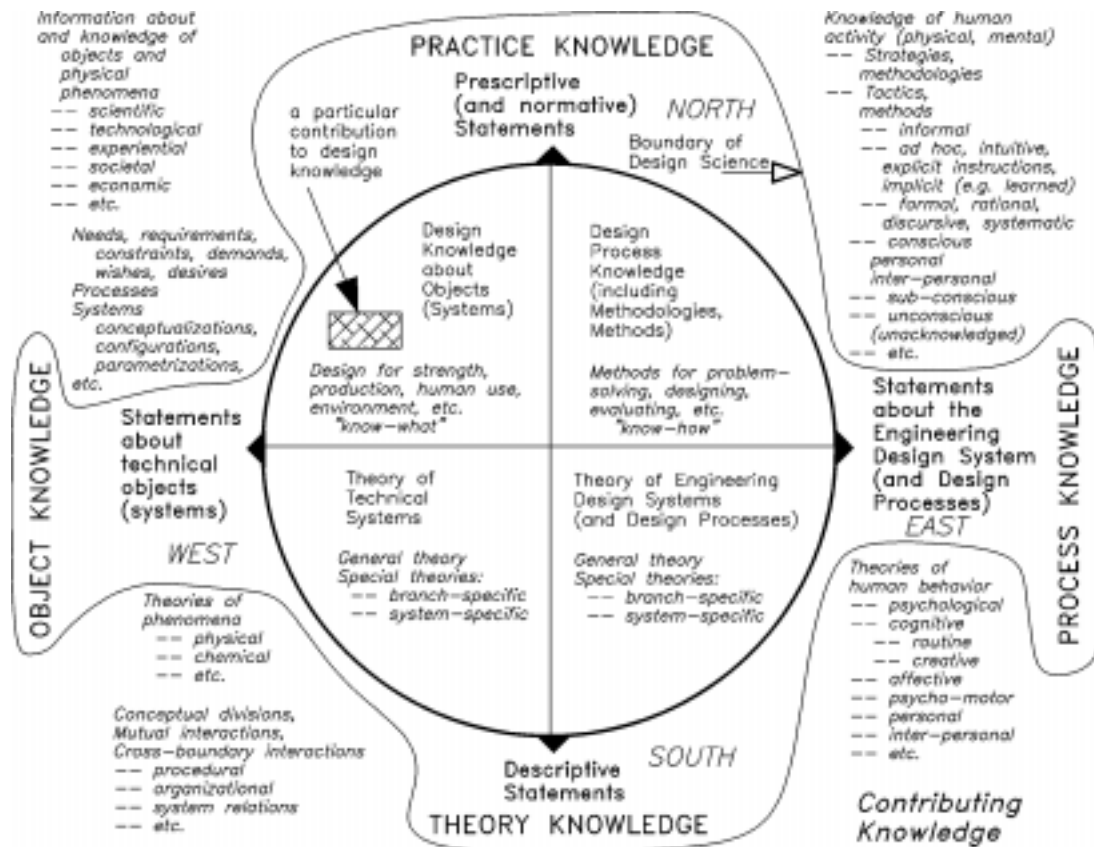 Information about
and knowledge of
objects and
physical
phenomena
-- scientific
-- technological
-- experiential
-- societal
-- economic
-- etc.
Needs, requirements,
constraints, demands,
wishes, desires
Processes
Systems
conceptualizations,
configurations,
parametrizations,
etc.
PRACTICE KNOWLEDGE
Prescriptive
(and normative)
Statements
NORTH
a particular
contribution
to design
knowledge
Boundary of
Design Science
Knowledge of human
activity (physical, mental)
-- Strategies,
methodologies
-- Tactics,
methods
-- informal
-- ad hoc, intuitive,
explicit instructions,
implicit (e.g. learned)
-- formal, rational,
discursive, systematic
-- conscious
personal
inter-personal
-- sub-conscious
-- unconscious
(unacknowledged)
-- etc.
Design
Knowledge
about
Objects
(Systems)
Design for strength,
production, human use,
environment, etc.
"know-what"
Design
Process
Knowledge
(including
Methodologies,
Methods)
Methods for problem-
solving, designing,
evaluating, etc.
"know-how"
OBJECT KNOWLEDGE
Statements
about
technical
objects
(systems)
WEST
Statements
about the
Engineering
Design System
(and Design
Processes)
EAST
PROCESS KNOWLEDGE
Theory of
Technical
Systems
General theory
Special theories:
-- branch-specific
-- system-specific
Theory of Engineering
Design Systems
(and Design Processes)
General theory
Special theories:
-- branch-specific
-- system-specific
Theories of
phenomena
-- physical
-- chemical
-- etc.
Conceptual divisions,
Mutual interactions,
Cross-boundary interactions
-- procedural
-- organizational
-- system relations
-- etc.
Theories of
human behavior
-- psychological
-- cognitive
-- routine
-- creative
-- affective
-- psycho-motor
-- personal
-- inter-personal
-- etc.
SOUTH
Descriptive
Statements
THEORY KNOWLEDGE
Contributing
Knowledge